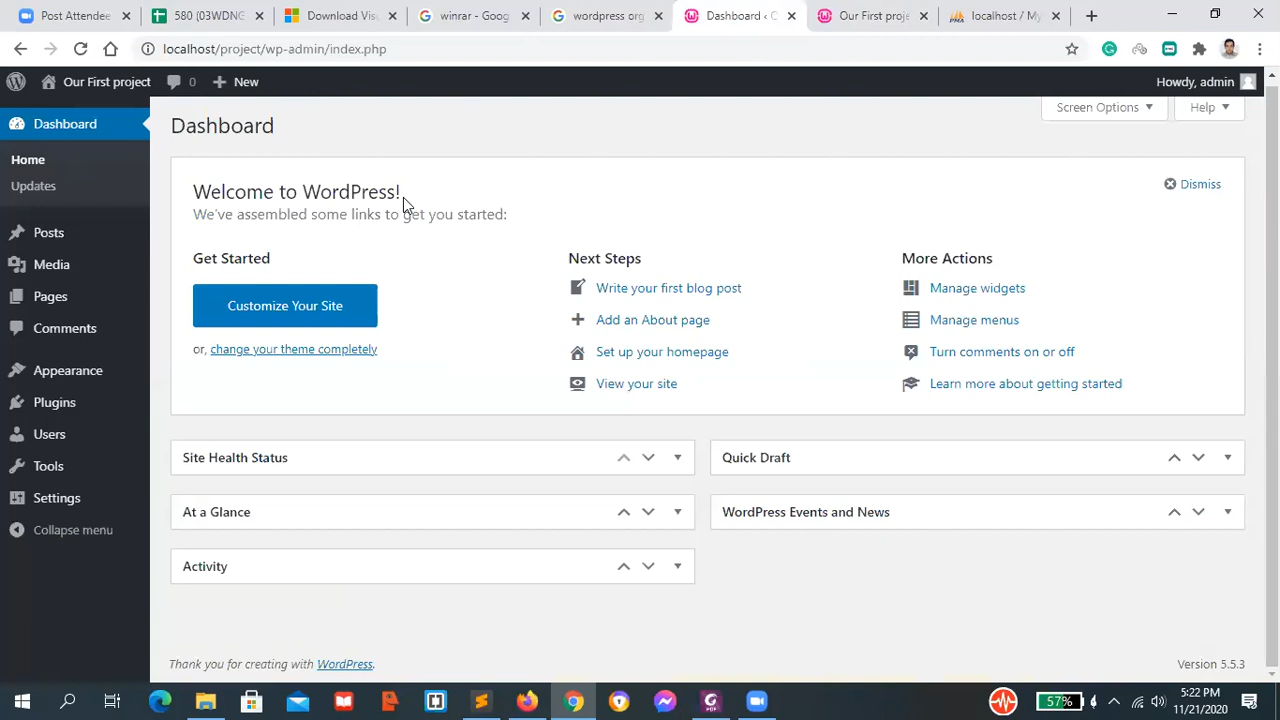 Post Attendee
580 (03WDNG
Download Vis
winrar - Goog
wordpress org
Dashboard ‹ O
Our First proje
localhost / My
localhost/project/wp-admin/index.php
Our First project
0
New
Howdy, admin
Dashboard
Home
Updates
Posts
Media
Pages
Comments
Appearance
Plugins
Users
Tools
Settings
Collapse menu
Dashboard
Screen Options
Help
Welcome to WordPress!
We've assembled some links to get you started:
Dismiss
Get Started
Customize Your Site
or, change your theme completely
Next Steps
Write your first blog post
Add an About page
Set up your homepage
View your site
More Actions
Manage widgets
Manage menus
Turn comments on or off
Learn more about getting started
Site Health Status
Quick Draft
At a Glance
WordPress Events and News
Activity
Thank you for creating with WordPress.
Version 5.5.3
57%
5:22 PM
11/21/2020